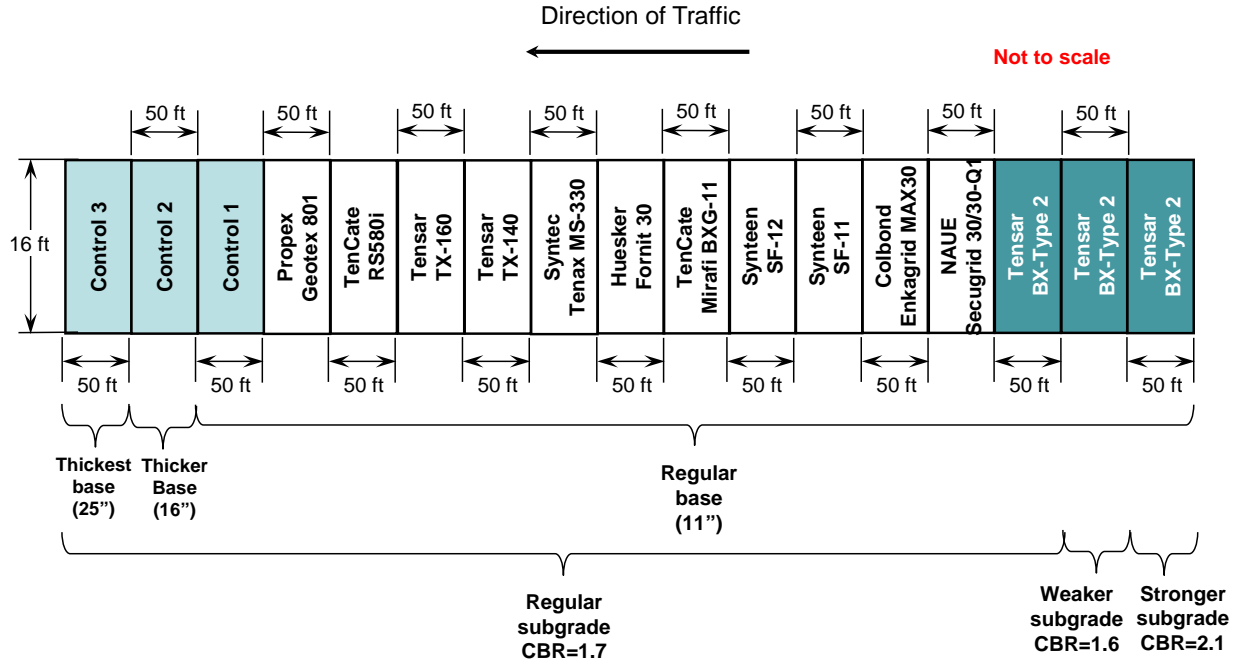 Direction of Traffic
Not to scale
50 ft
50 ft
50 ft
50 ft
50 ft
50 ft
50 ft
50 ft
16 ft
Control 3
Control 2
Control 1
Propex
Geotex 801
TenCate
RS580i
Tensar
TX-160
Tensar
TX-140
Syntec
Tenax MS-330
Huesker
Fornit 30
TenCate
Mirafi BXG-11
Synteen
SF-12
Synteen
SF-11
Colbond
Enkagrid MAX30
NAUE
Secugrid 30/30-Q1
Tensar
BX-Type 2
Tensar
BX-Type 2
Tensar
BX-Type 2
50 ft
50 ft
50 ft
50 ft
50 ft
50 ft
50 ft
50 ft
50 ft
Thickest
base
(25”)
Thicker
Base
(16”)
Regular
base
(11”)
Regular
subgrade
CBR=1.7
Weaker
subgrade
CBR=1.6
Stronger
subgrade
CBR=2.1